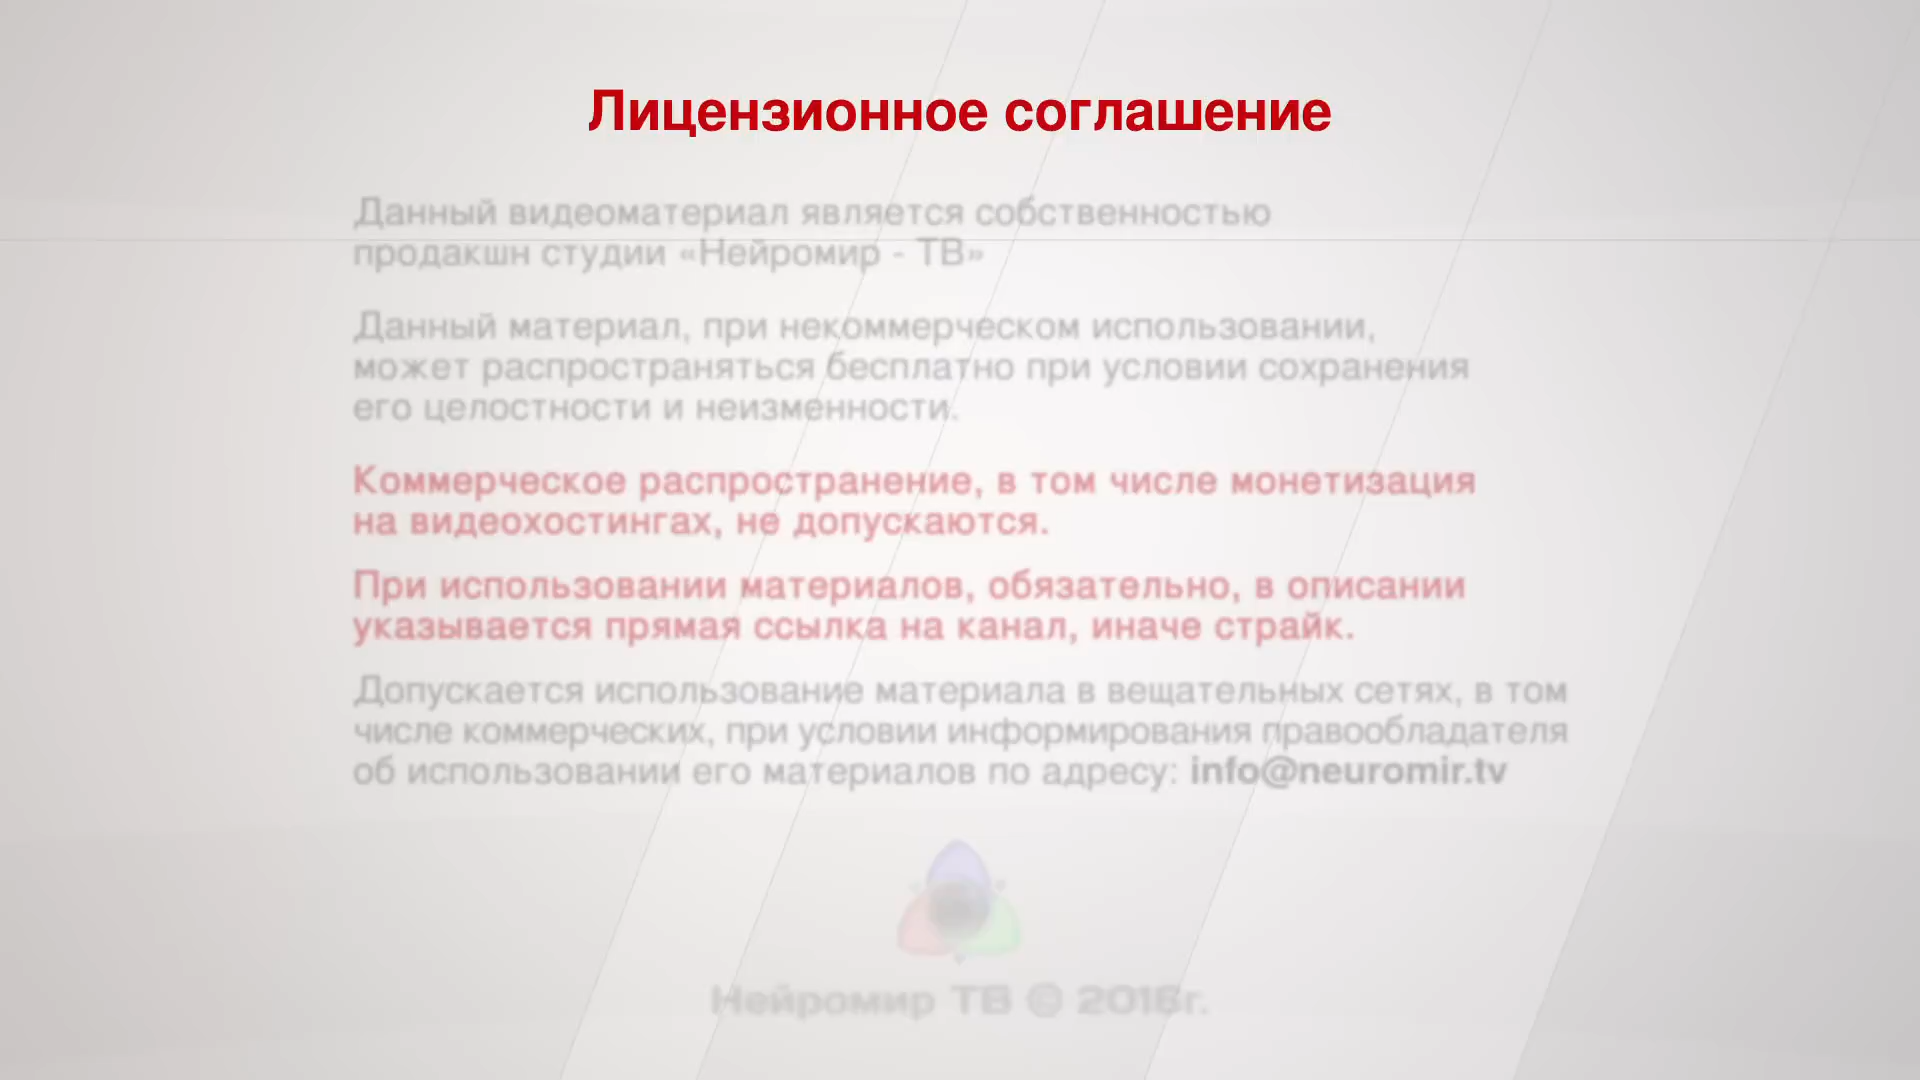 Лицензионное соглашение
Данный видеоматериал является собственностью
продакшн студии «Нейромир - ТВ»
Данный материал, при некоммерческом использовании,
может распространяться бесплатно при условии сохранения
его целостности и неизменности.
Коммерческое распространение, в том числе монетизация
на видеохостингах, не допускаются.
При использовании материалов, обязательно, в описании
указывается прямая ссылка на канал, иначе страйк.
Допускается использование материала в вещательных сетях, в том
числе коммерческих, при условии информирования правообладателя
об использовании его материалов по адресу: info@neuromir.tv
Нейромир ТВ © 2016г.